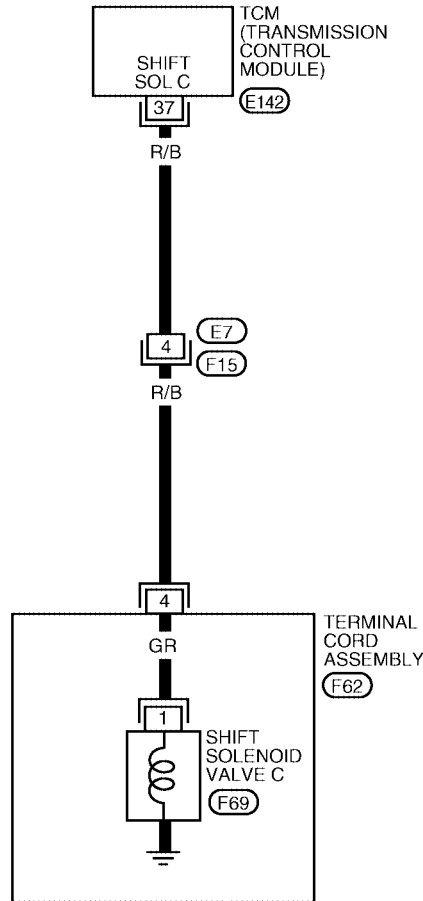 TCM
(TRANSMISSION
CONTROL
MODULE)
SHIFT
SOL C
37
E142
R/B
4
E7
F15
R/B
4
TERMINAL
CORD
ASSEMBLY
F62
GR
1
SHIFT
SOLENOID
VALVE C
F69